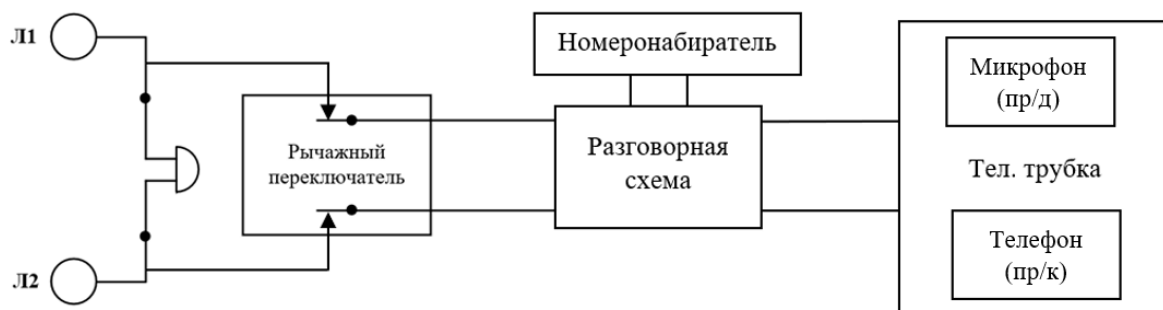 Л1
Номеронабиратель
Микрофон
(пр/д)
Рычажный
переключатель
Разговорная
схема
Тел. трубка
Л2
Телефон
(пр/к)